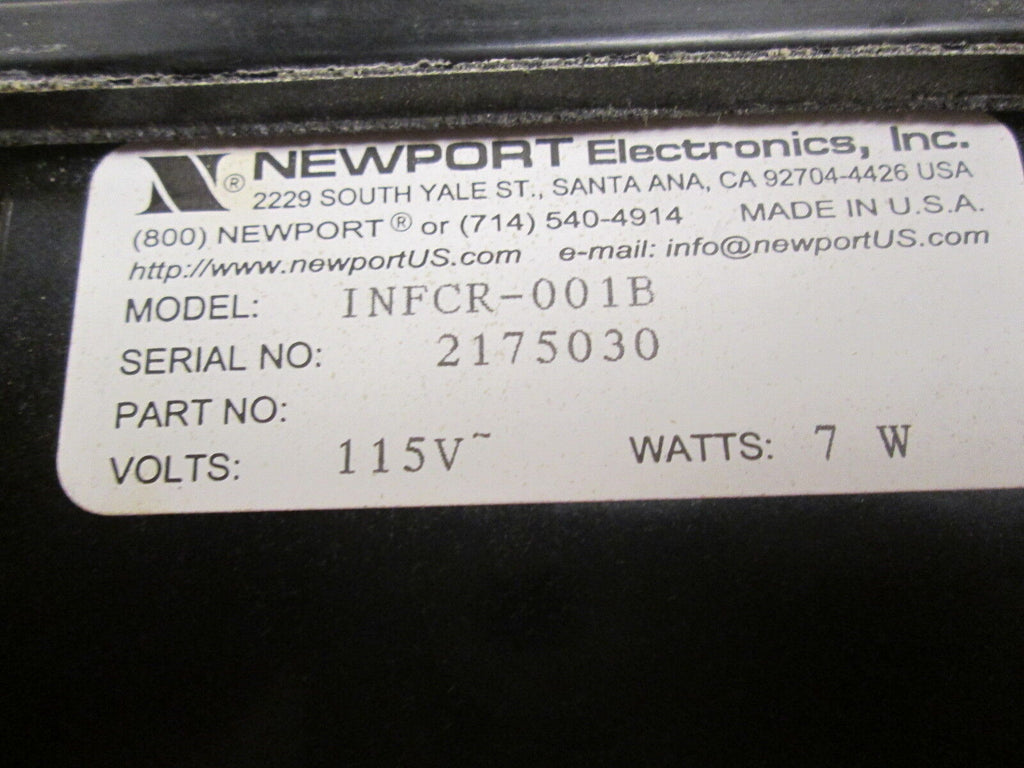 N® NEWPORT Electronics, Inc.
2229 SOUTH YALE ST., SANTA ANA, CA 92704-4426 USA
(800) NEWPORT® or (714) 540-4914 MADE IN U.S.A.
http://www.newportUS.com e-mail: info@newportUS.com
MODEL: INFCR-001B
SERIAL NO: 2175030
PART NO:
VOLTS: 115V~ WATTS: 7 W